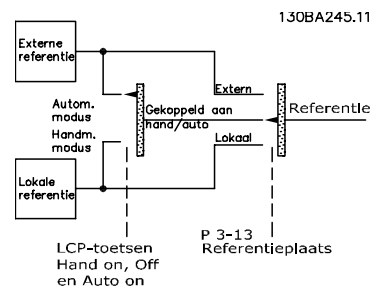 130BA245.11
Externe
referentie
Extern
Autom.
modus
Gekoppeld aan
hand/auto
Referentie
Handm.
modus
Lokaal
Lokale
referentie
LCP-toetsen
Hand on, Off
en Auto on
P 3-13
Referentieplaats